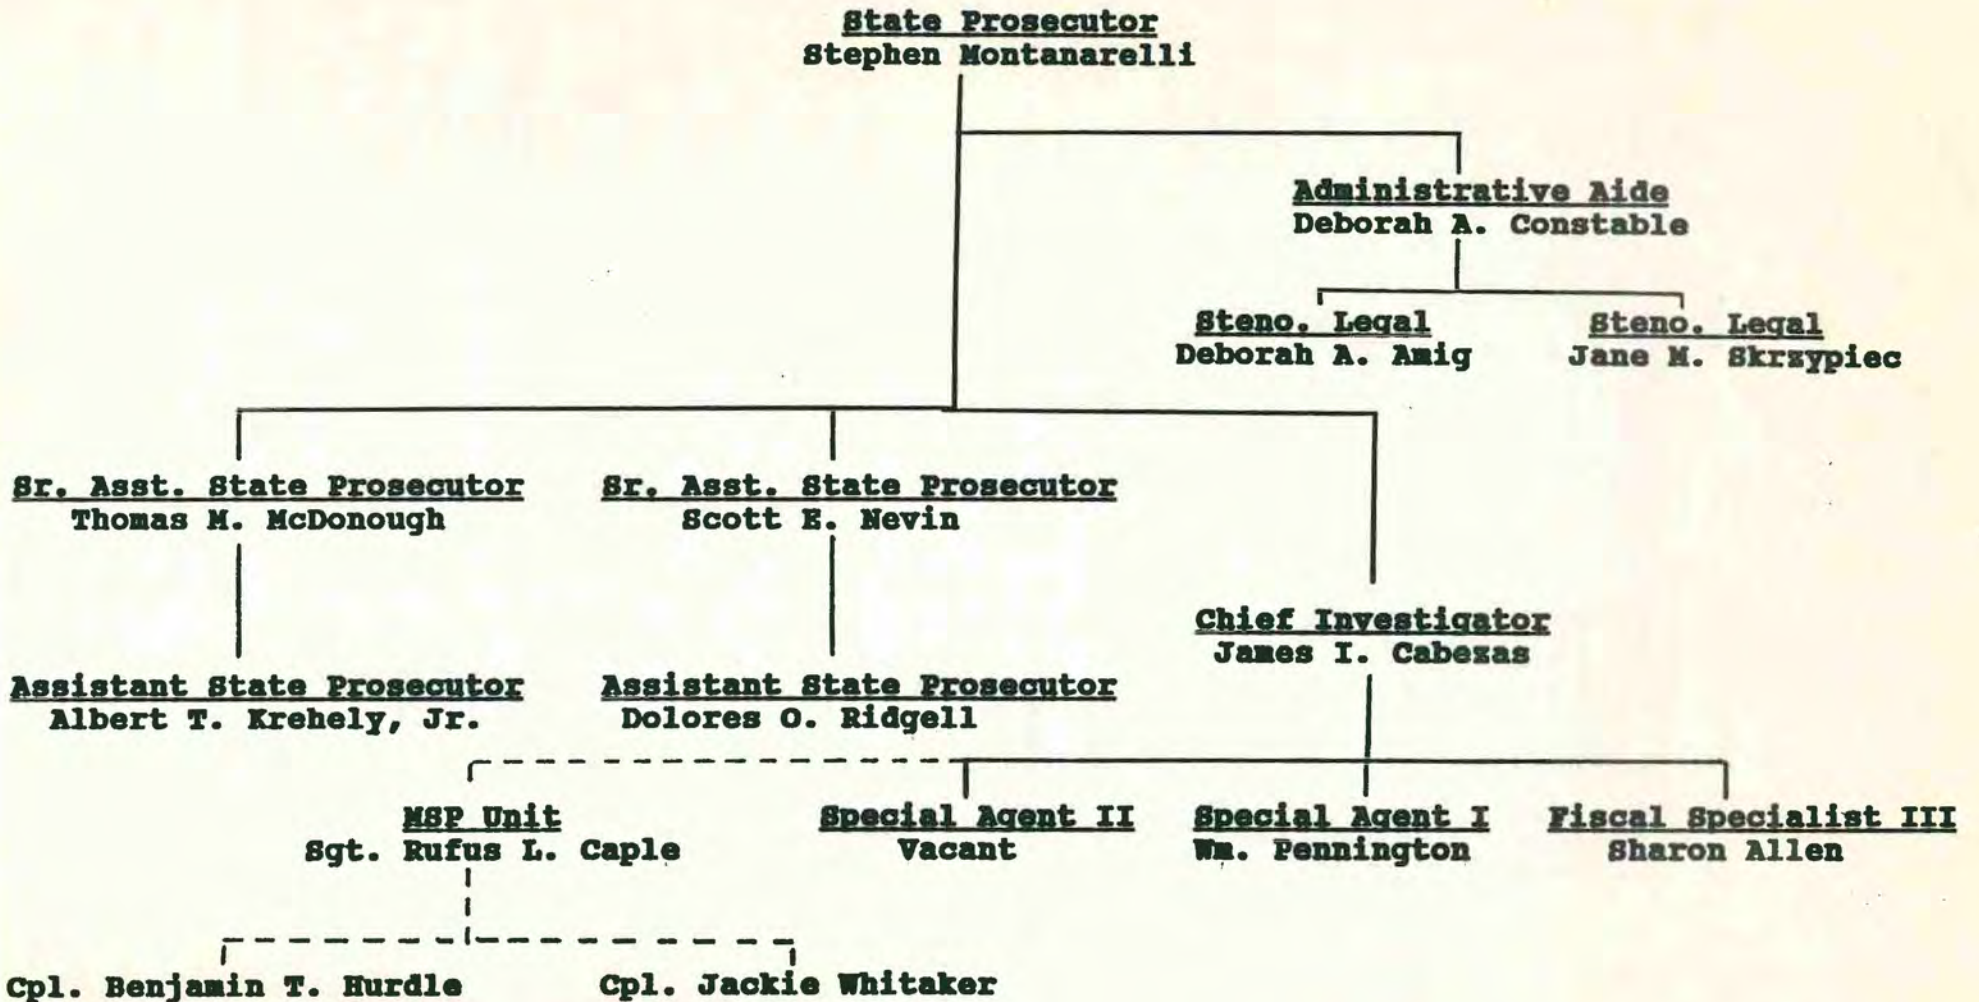 State Prosecutor
Stephen Montanarelli
Administrative Aide
Deborah A. Constable
Steno. Legal
Deborah A. Amig
Steno. Legal
Jane M. Skrzypiec
Sr. Asst. State Prosecutor
Thomas M. McDonough
Sr. Asst. State Prosecutor
Scott E. Nevin
Chief Investigator
James I. Cabezas
Assistant State Prosecutor
Albert T. Krehely, Jr.
Assistant State Prosecutor
Dolores O. Ridgell
MSP Unit
Sgt. Rufus L. Caple
Special Agent II
Vacant
Special Agent I
Wm. Pennington
Fiscal Specialist III
Sharon Allen
Cpl. Benjamin T. Hurdle
Cpl. Jackie Whitaker